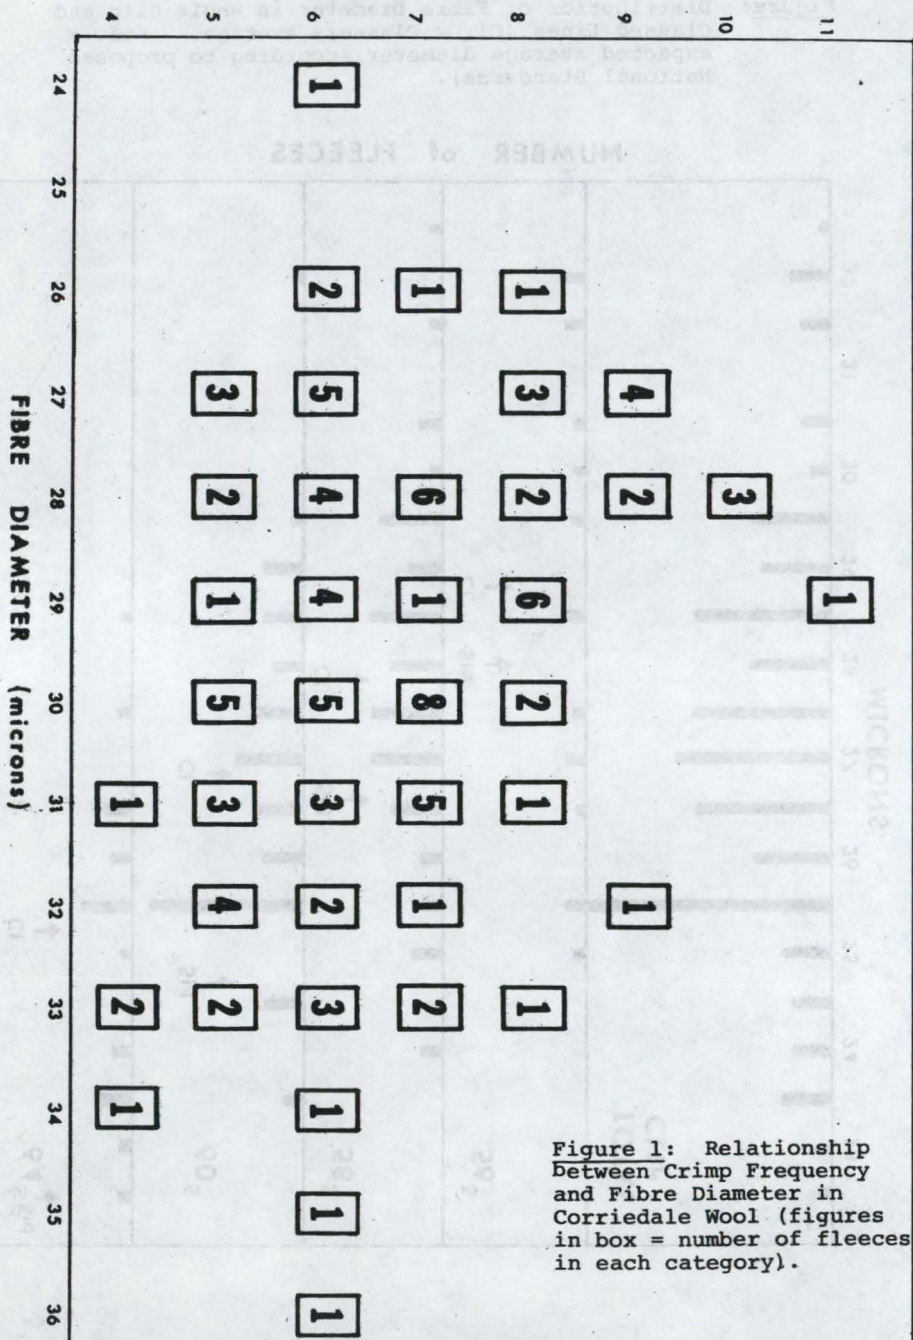 4 5 6 7 8 9 10 11
24 1
25
26 2 1 1
27 3 5 3 4
28 2 4 6 2 2 3
29 1 4 1 6 1
30 5 5 8 2
31 1 3 3 5 1
32 4 2 1 1
33 2 2 3 2 1
34 1 1
35 1
36 1
FIBRE DIAMETER (microns)
Figure 1: Relationship
between Crimp Frequency
and Fibre Diameter in
Corriedale Wool (figures
in box = number of fleeces
in each category).